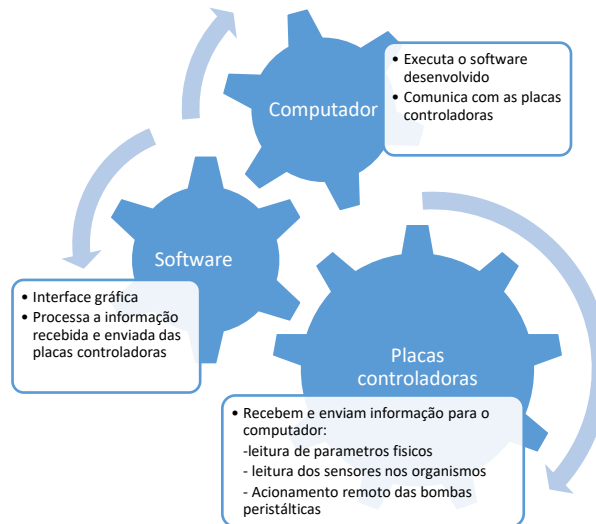 Computador
• Executa o software
desenvolvido
• Comunica com as placas
controladoras
Software
• Interface gráfica
• Processa a informação
recebida e enviada das
placas controladoras
Placas
controladoras
• Recebem e enviam informação para o
computador:
-leitura de parametros fisicos
- leitura dos sensores nos organismos
- Acionamento remoto das bombas
peristálticas